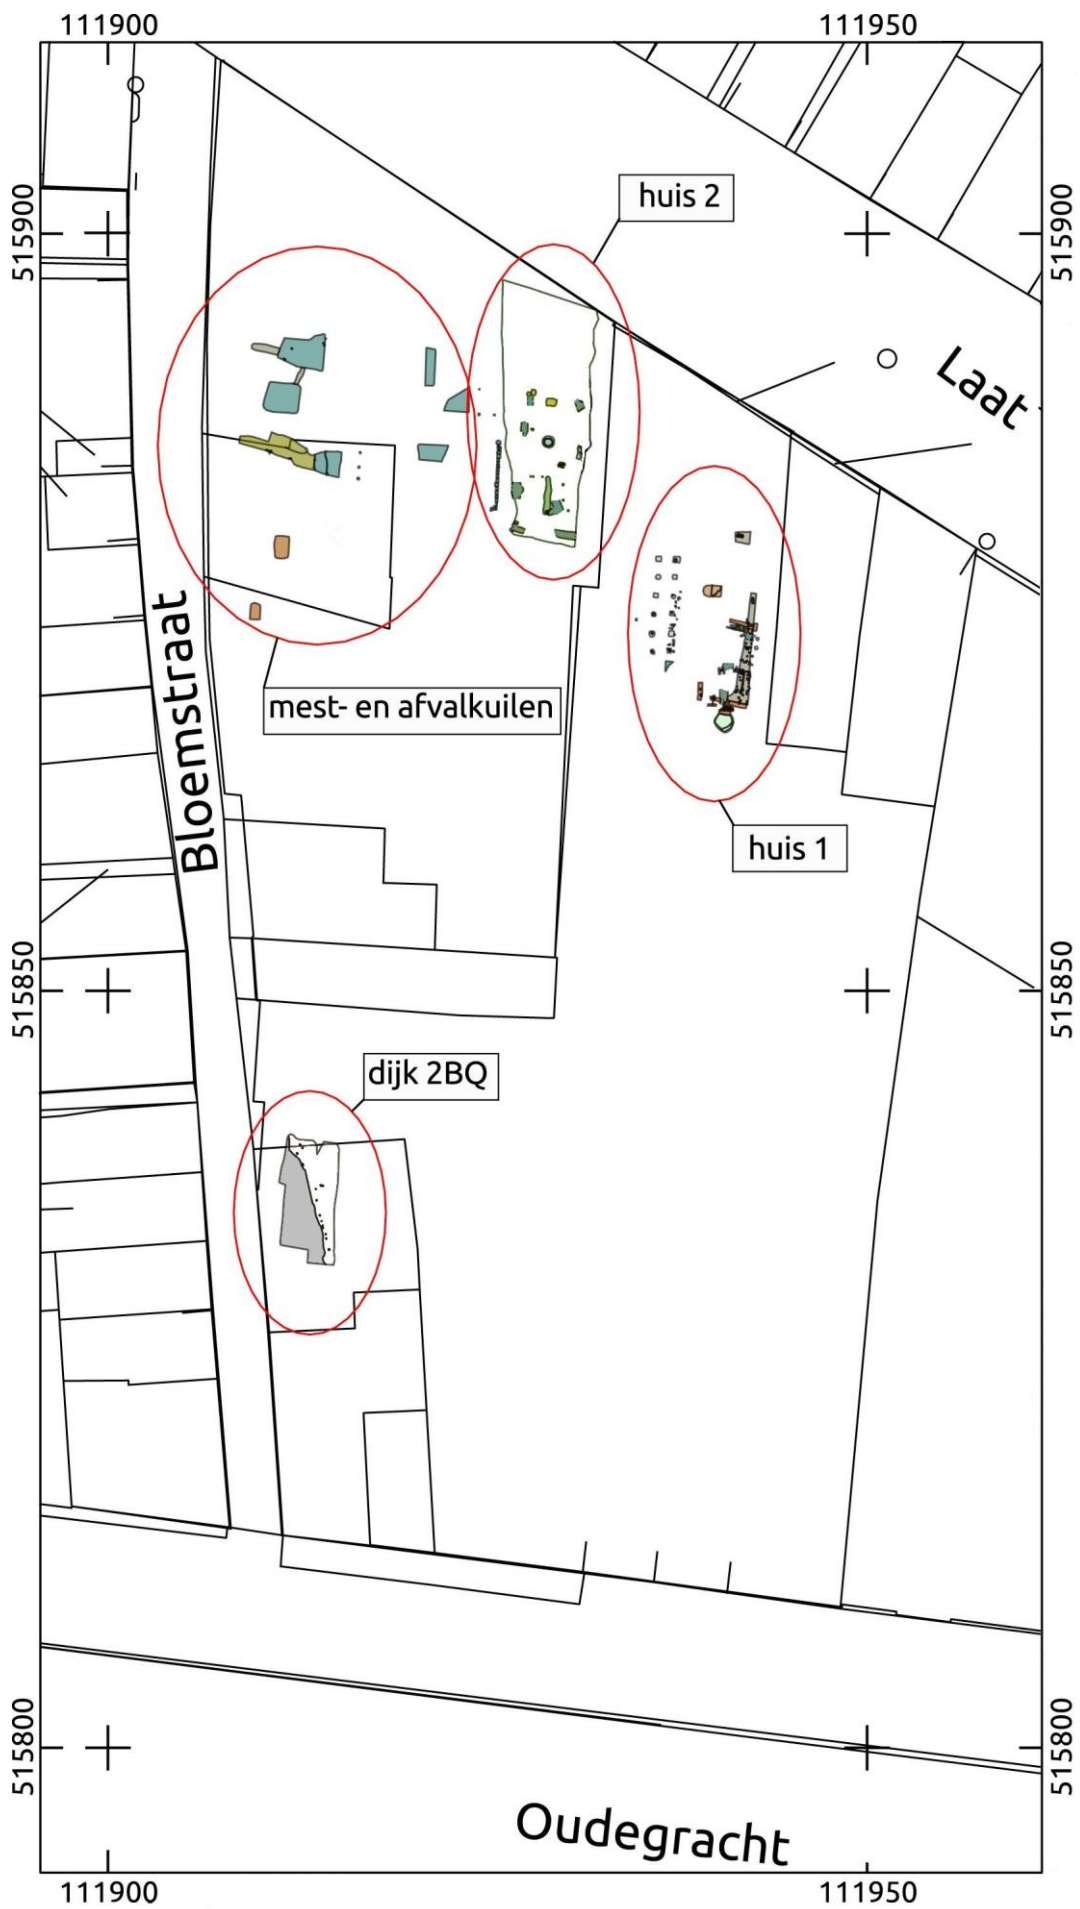 111900
111950
huis 2
515900
515900
Laat
Bloemstraat
mest- en afvalkuilen
huis 1
515850
515850
dijk 2BQ
515800
515800
Oudegracht
111900
111950